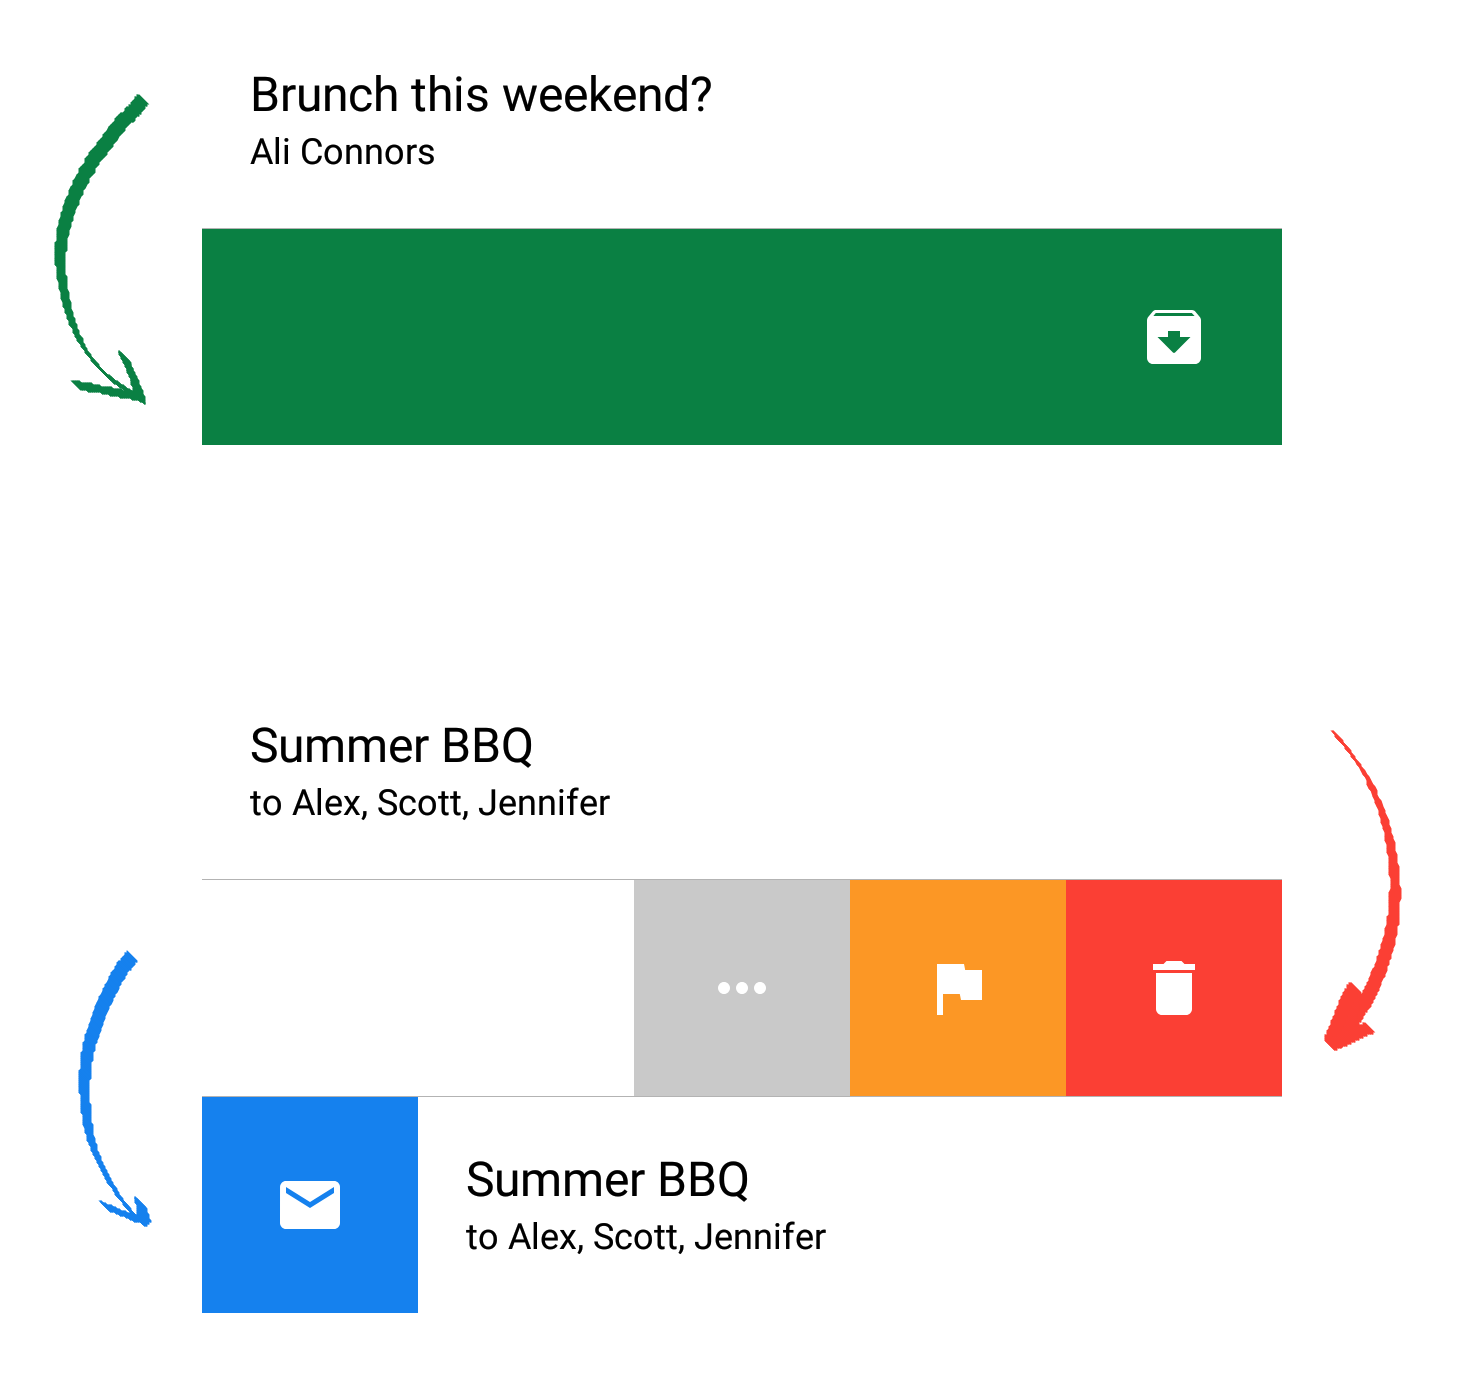 Brunch this weekend?
Ali Connors
Summer BBQ
to Alex, Scott, Jennifer
Summer BBQ
to Alex, Scott, Jennifer